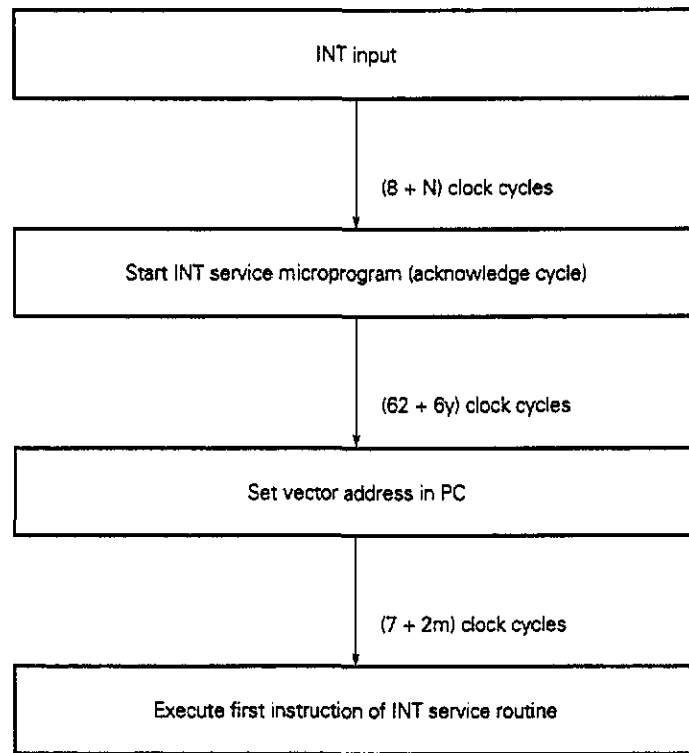 INT input
(8 + N) clock cycles
Start INT service microprogram (acknowledge cycle)
(62 + 6y) clock cycles
Set vector address in PC
(7 + 2m) clock cycles
Execute first instruction of INT service routine